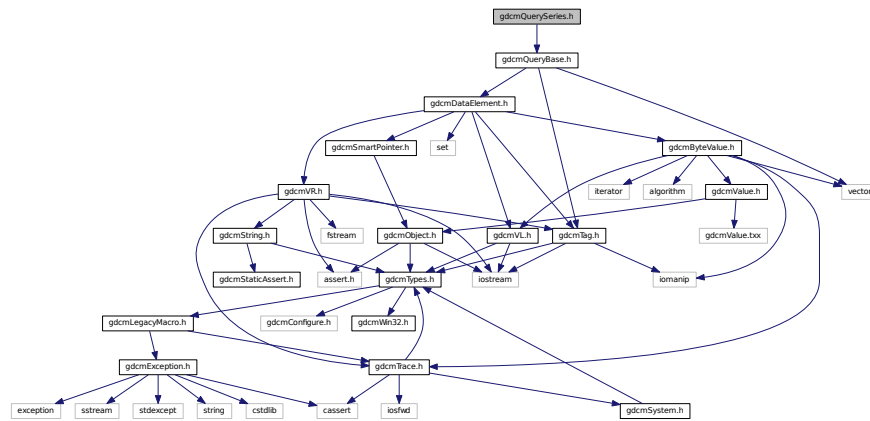 gdcmQuerySeries.h
gdcmQueryBase.h
gdcmDataElement.h
gdcmSmartPointer.h
set
gdcmByteValue.h
gdcmVR.h
iterator
algorithm
gdcmValue.h
vector
gdcmString.h
fstream
gdcmObject.h
gdcmVL.h
gdcmTag.h
gdcmValue.txx
gdcmStaticAssert.h
assert.h
gdcmTypes.h
iostream
iomanip
gdcmLegacyMacro.h
gdcmConfigure.h
gdcmWin32.h
gdcmException.h
gdcmTrace.h
exception
sstream
stdexcept
string
cstdlib
cassert
iosfwd
gdcmSystem.h